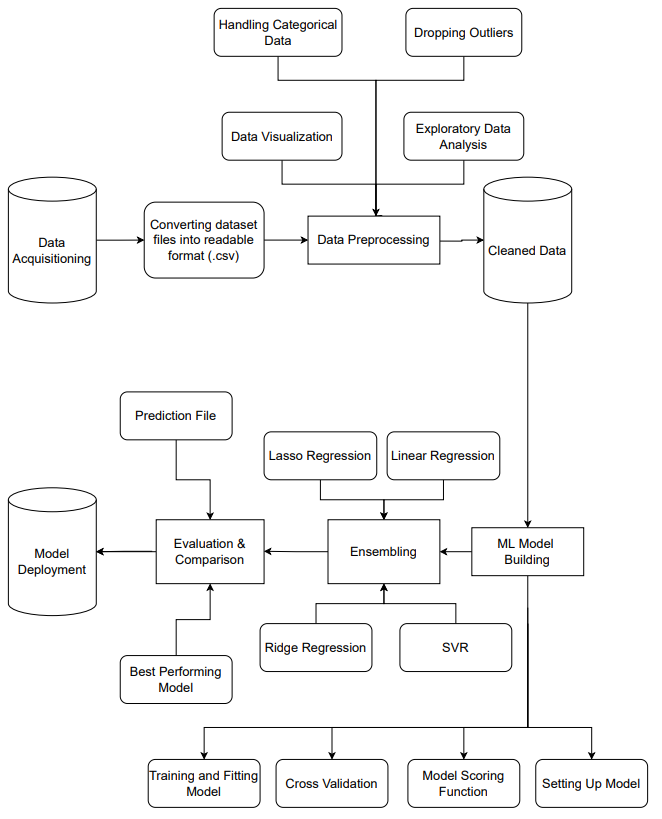 Handling Categorical
Data
Dropping Outliers
Data Visualization
Exploratory Data
Analysis
Data
Acquisitioning
Converting dataset
files into readable
format (.csv)
Data Preprocessing
Cleaned Data
Prediction File
Lasso Regression
Linear Regression
Model
Deployment
Evaluation &
Comparison
Ensembling
ML Model
Building
Best Performing
Model
Ridge Regression
SVR
Training and Fitting
Model
Cross Validation
Model Scoring
Function
Setting Up Model